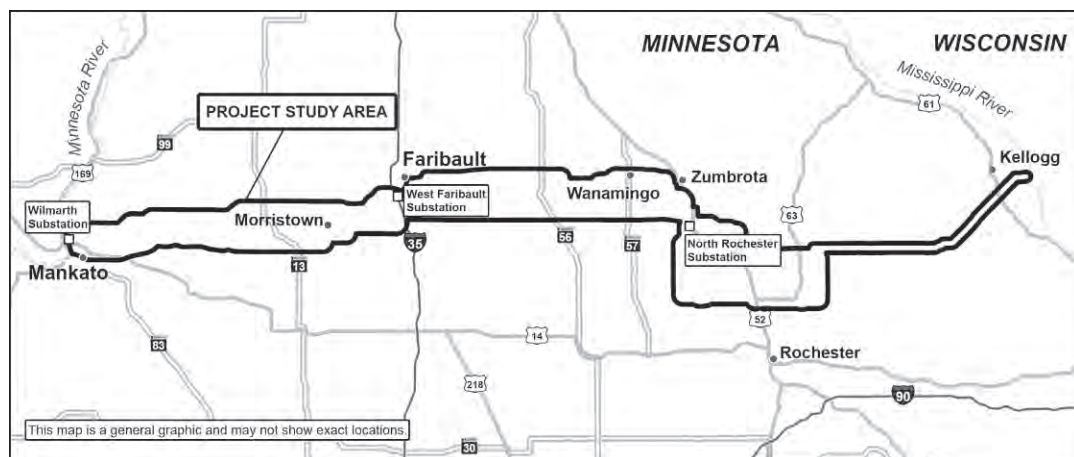 MINNESOTA
WISCONSIN
Minnesota River
Mississippi River
61
PROJECT STUDY AREA
99
169
Faribault
Kellogg
Wanamingo
Zumbrota
West Faribault
Substation
Wilmarth
Substation
Morristown
63
North Rochester
Substation
35
56
57
13
Mankato
52
14
83
Rochester
218
90
This map is a general graphic and may not show exact locations.
30